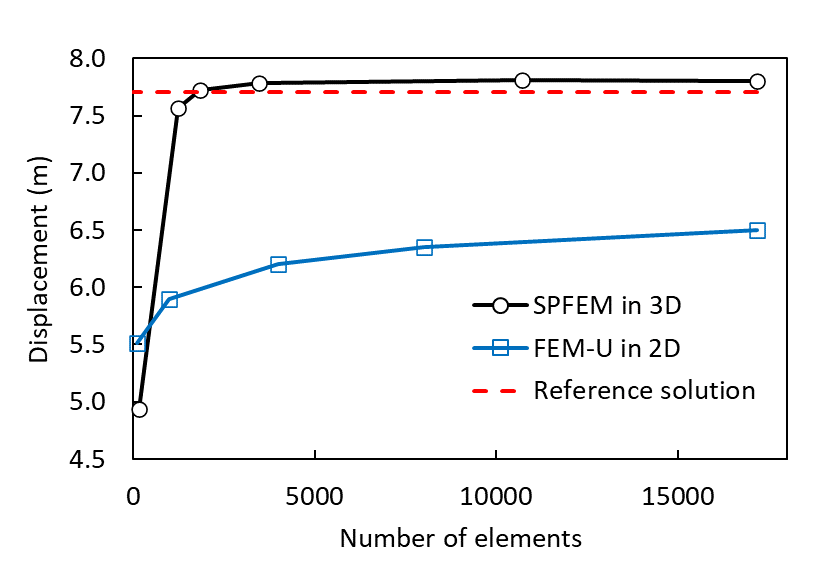 8.0
7.5
7.0
6.5
6.0
5.5
5.0
4.5
Displacement (m)
SPFEM in 3D
FEM-U in 2D
Reference solution
0 5000 10000 15000
Number of elements